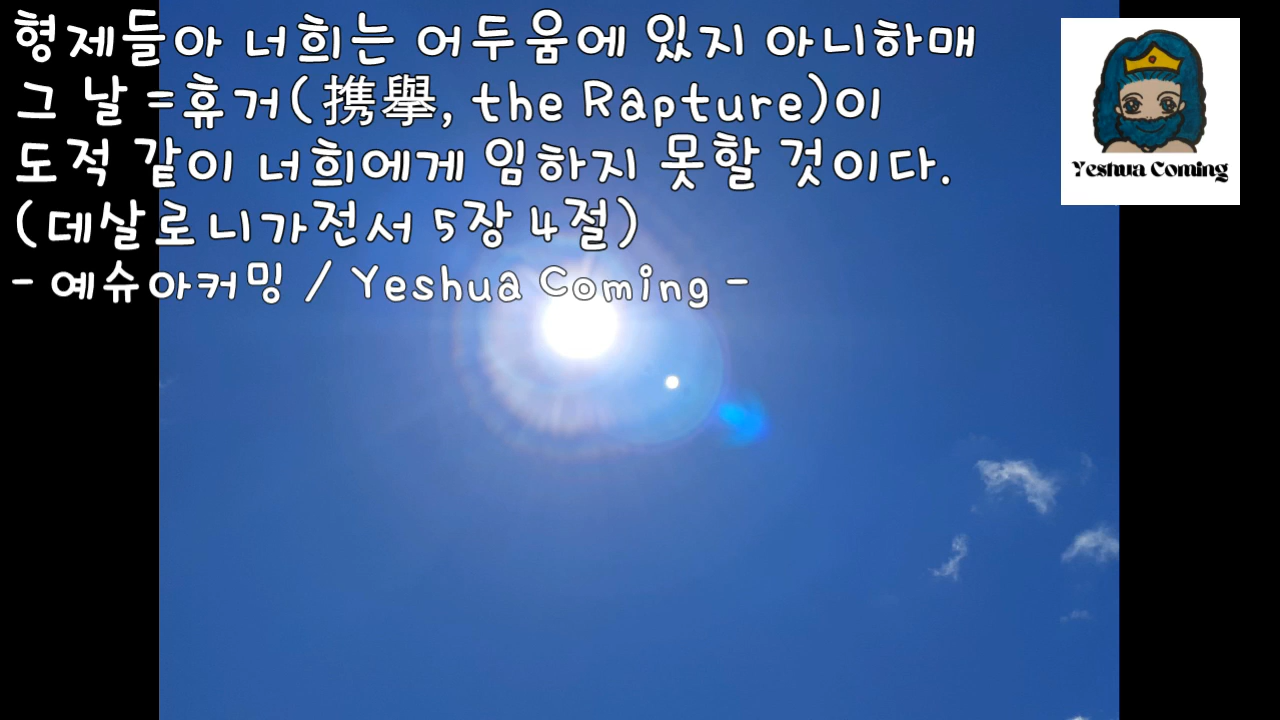 형제들아 너희는 어두움에 있지 아니하매
그 날 =휴거(携擧, the Rapture)이
도적 같이 너희에게 임하지 못할 것이다.
(데살로니가전서 5장 4절)
- 예슈아커밍 / Yeshua Coming -
Yeshua Coming